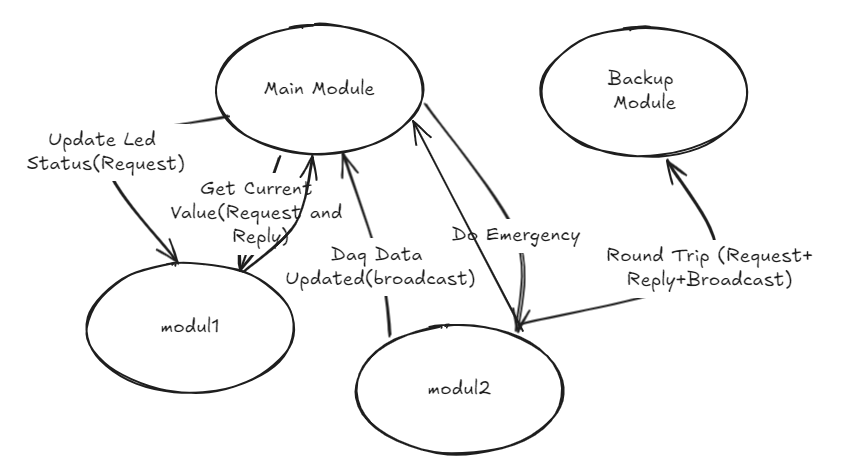 Main Module
Backup
Module
Update Led
Status(Request)
Get Current
Value(Request and
Reply)
Daq Data
Updated(broadcast)
Do Emergency
Round Trip (Request+
Reply+Broadcast)
modul1
modul2